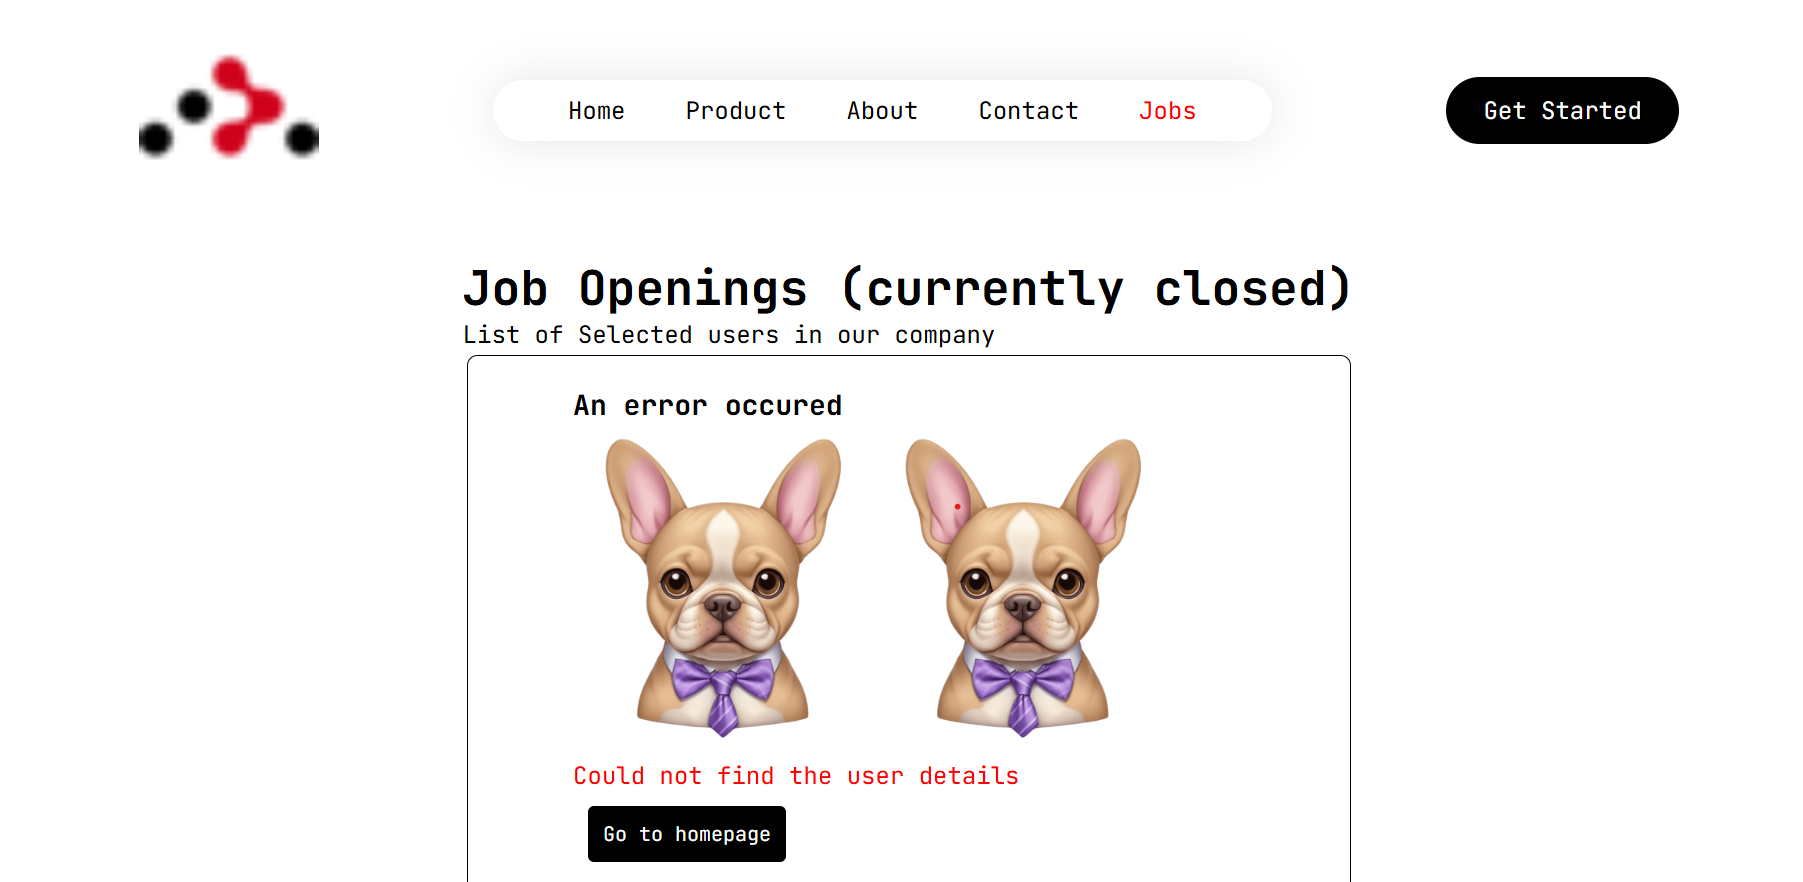 Home Product About Contact Jobs Get Started
Job Openings (currently closed)
List of Selected users in our company
An error occured
Could not find the user details
Go to homepage